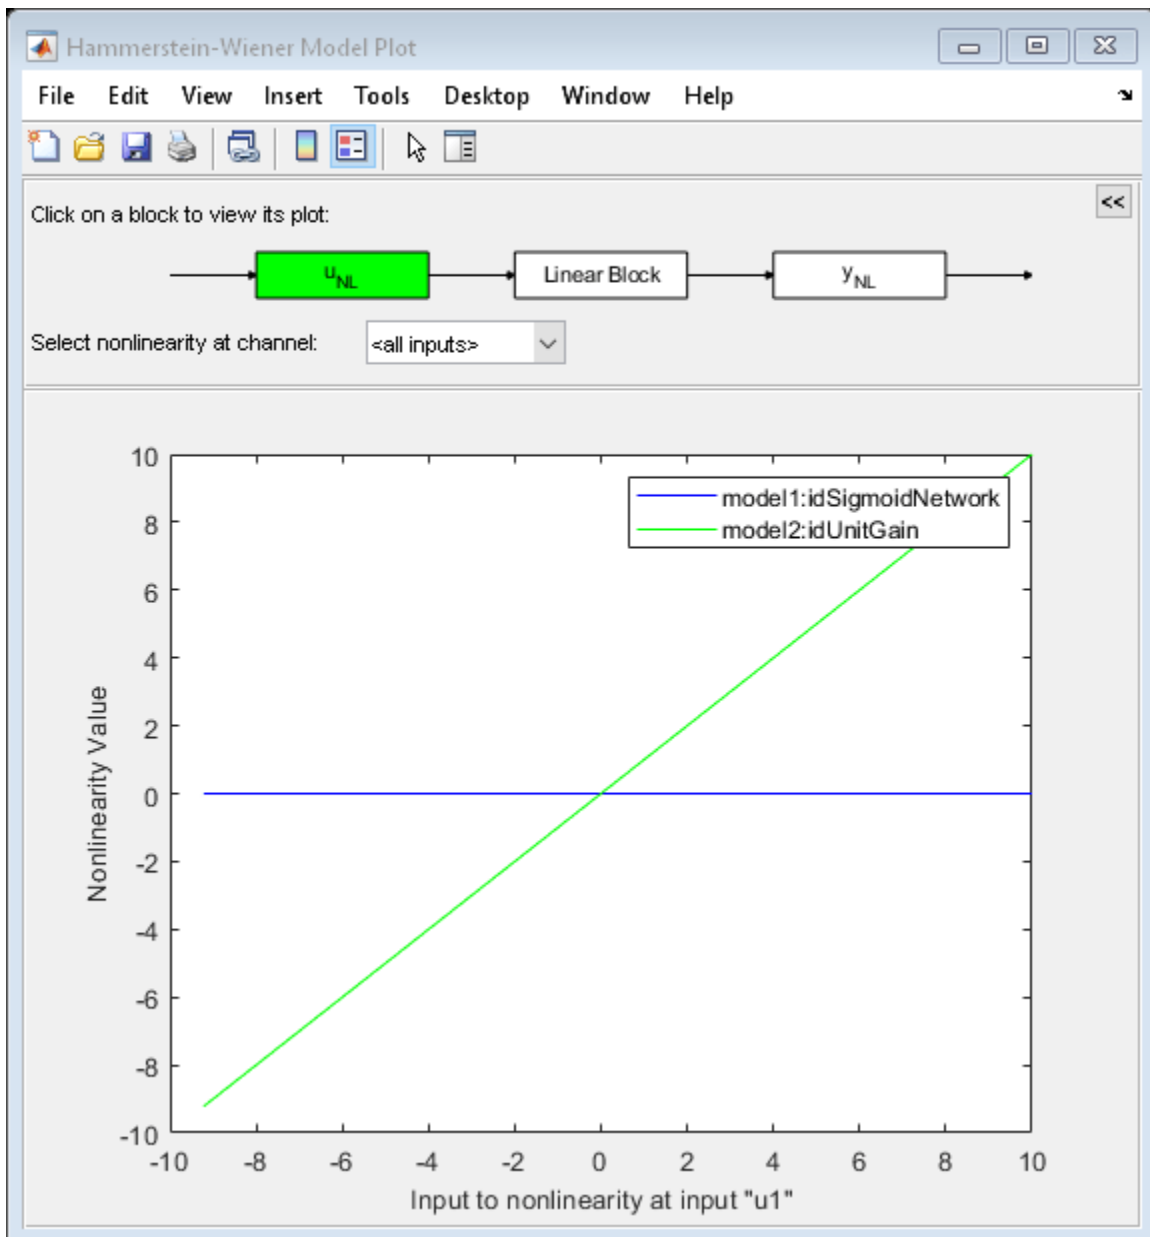 Hammerstein-Wiener Model Plot
File Edit View Insert Tools Desktop Window Help
<<
Click on a block to view its plot:
uNL Linear Block yNL
Select nonlinearity at channel: <all inputs>
model1:idSigmoidNetwork
model2:idUnitGain
10
8
6
4
2
0
-2
-4
-6
-8
-10
Nonlinearity Value
-10 -8 -6 -4 -2 0 2 4 6 8 10
Input to nonlinearity at input "u1"